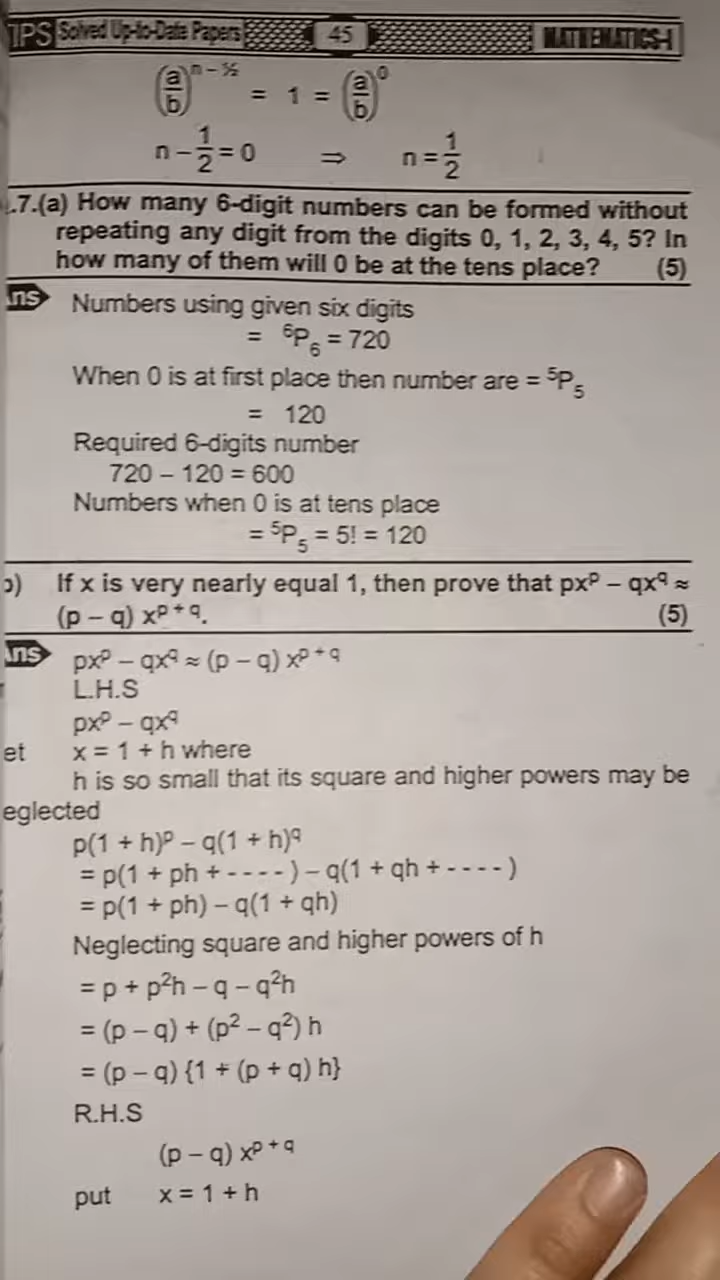 IPS Solved Up-to-Date Papers 45 MATHEMATICS-I
(a/b)^(n – ½) = 1 = (a/b)^0
n – 1/2 = 0 ⇒ n = 1/2
.7.(a) How many 6-digit numbers can be formed without
repeating any digit from the digits 0, 1, 2, 3, 4, 5? In
how many of them will 0 be at the tens place? (5)
Ans Numbers using given six digits
= ⁶P₆ = 720
When 0 is at first place then number are = ⁵P₅
= 120
Required 6-digits number
720 – 120 = 600
Numbers when 0 is at tens place
= ⁵P₅ = 5! = 120
b) If x is very nearly equal 1, then prove that px^p – qx^q ≈
(p – q) x^(p + q). (5)
Ans px^p – qx^q ≈ (p – q) x^(p + q)
L.H.S
px^p – qx^q
et x = 1 + h where
h is so small that its square and higher powers may be
eglected
p(1 + h)^p – q(1 + h)^q
= p(1 + ph + - - - - ) – q(1 + qh + - - - - )
= p(1 + ph) – q(1 + qh)
Neglecting square and higher powers of h
= p + p²h – q – q²h
= (p – q) + (p² – q²) h
= (p – q) {1 + (p + q) h}
R.H.S
(p – q) x^(p + q)
put x = 1 + h